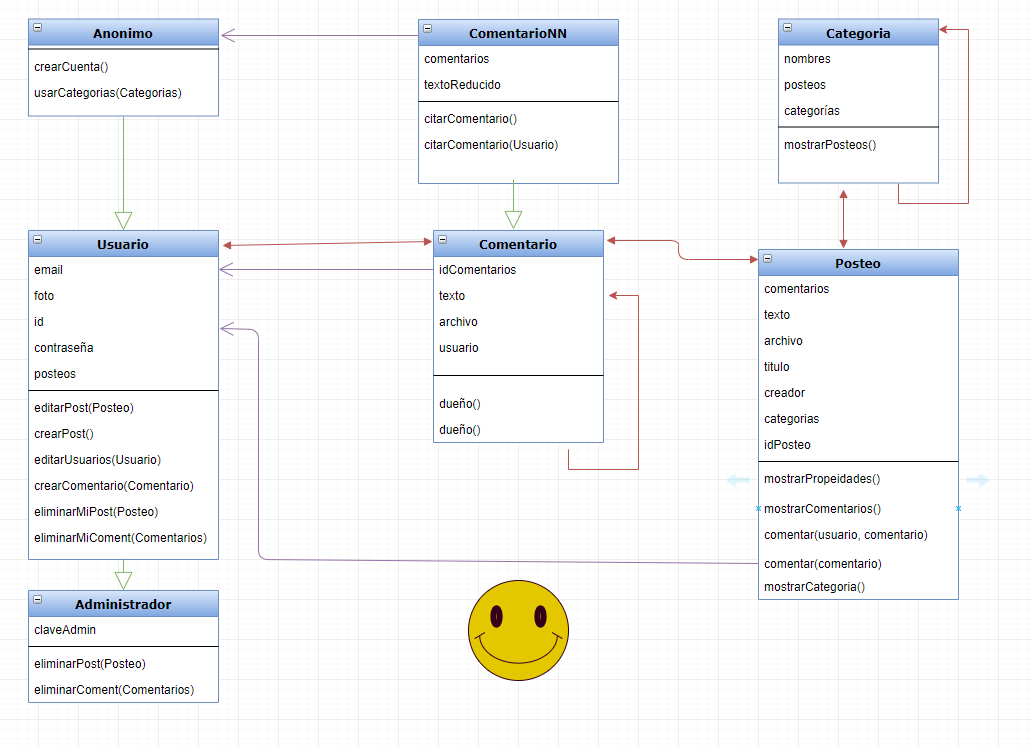 Anonimo
crearCuenta()
usarCategorias(Categorias)
ComentarioNN
comentarios
textoReducido
citarComentario()
citarComentario(Usuario)
Categoria
nombres
posteos
categorías
mostrarPosteos()
Usuario
email
foto
id
contraseña
posteos
editarPost(Posteo)
crearPost()
editarUsuarios(Usuario)
crearComentario(Comentario)
eliminarMiPost(Posteo)
eliminarMiComent(Comentarios)
Comentario
idComentarios
texto
archivo
usuario
dueño()
dueño()
Posteo
comentarios
texto
archivo
titulo
creador
categorias
idPosteo
mostrarPropeidades()
mostrarComentarios()
comentar(usuario, comentario)
comentar(comentario)
mostrarCategoria()
Administrador
claveAdmin
eliminarPost(Posteo)
eliminarComent(Comentarios)